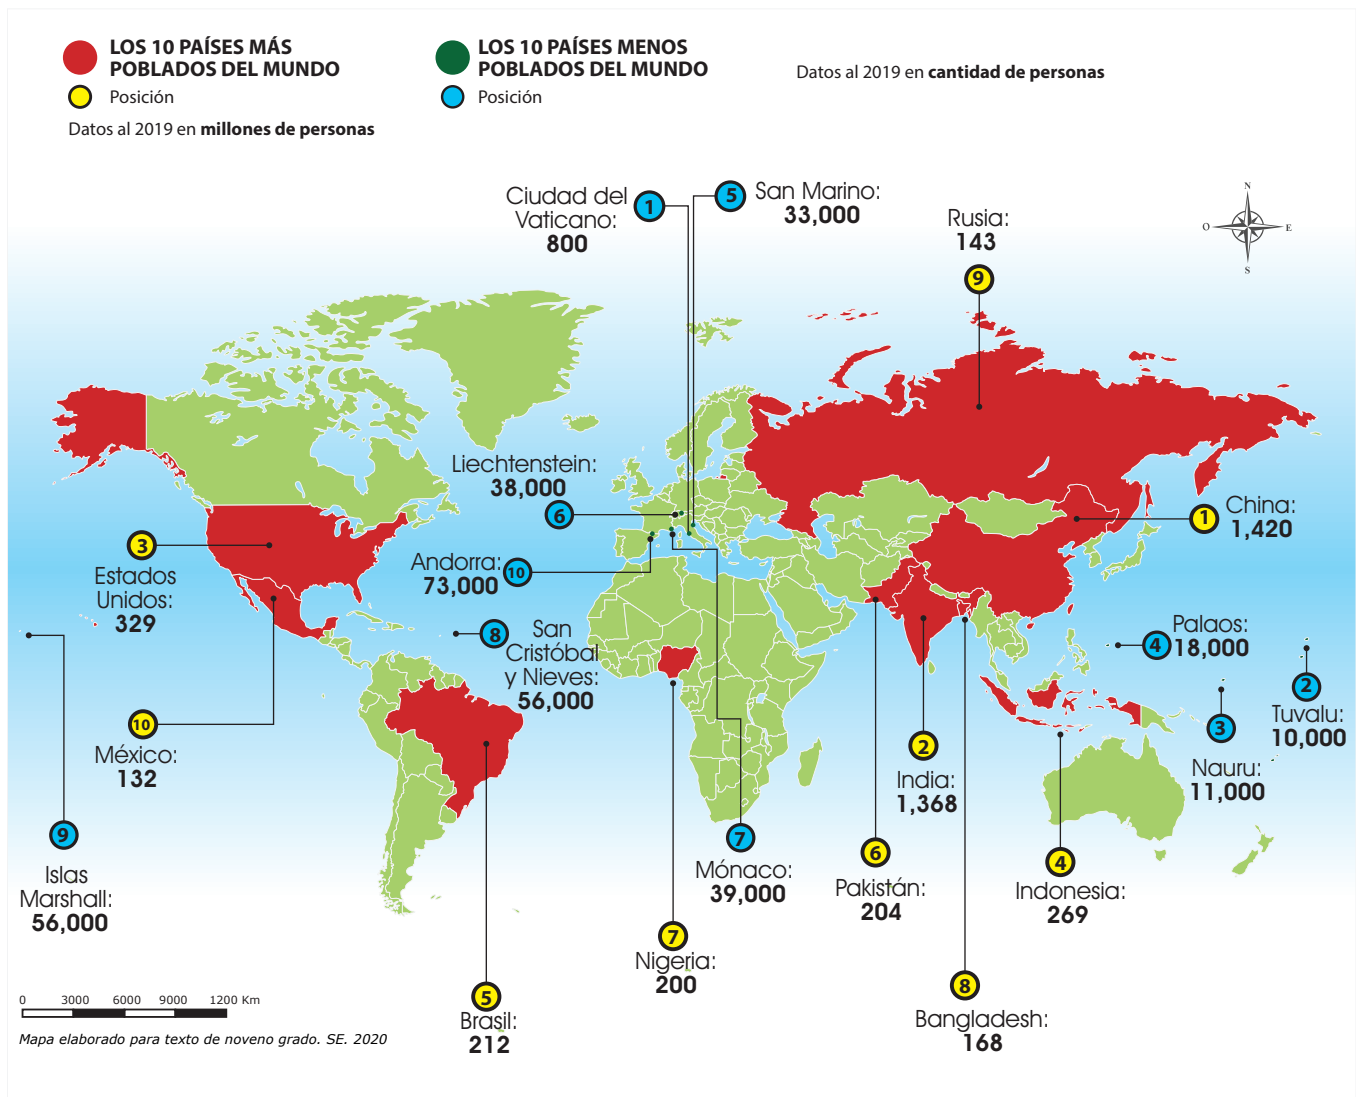 LOS 10 PAÍSES MÁS
POBLADOS DEL MUNDO
Posición
Datos al 2019 en millones de personas
LOS 10 PAÍSES MENOS
POBLADOS DEL MUNDO
Posición
Datos al 2019 en cantidad de personas
Ciudad del
Vaticano:
800
1
5
San Marino:
33,000
Rusia:
143
9
N
O
E
S
Liechtenstein:
38,000
6
China:
1,420
1
3
Estados
Unidos:
329
Andorra:
73,000
10
8
San
Cristóbal
y Nieves:
56,000
4
Palaos:
18,000
2
Tuvalu:
10,000
3
Nauru:
11,000
10
México:
132
2
India:
1,368
9
Islas
Marshall:
56,000
7
Mónaco:
39,000
6
Pakistán:
204
4
Indonesia:
269
7
Nigeria:
200
5
Brasil:
212
8
Bangladesh:
168
0 3000 6000 9000 1200 Km
Mapa elaborado para texto de noveno grado. SE. 2020